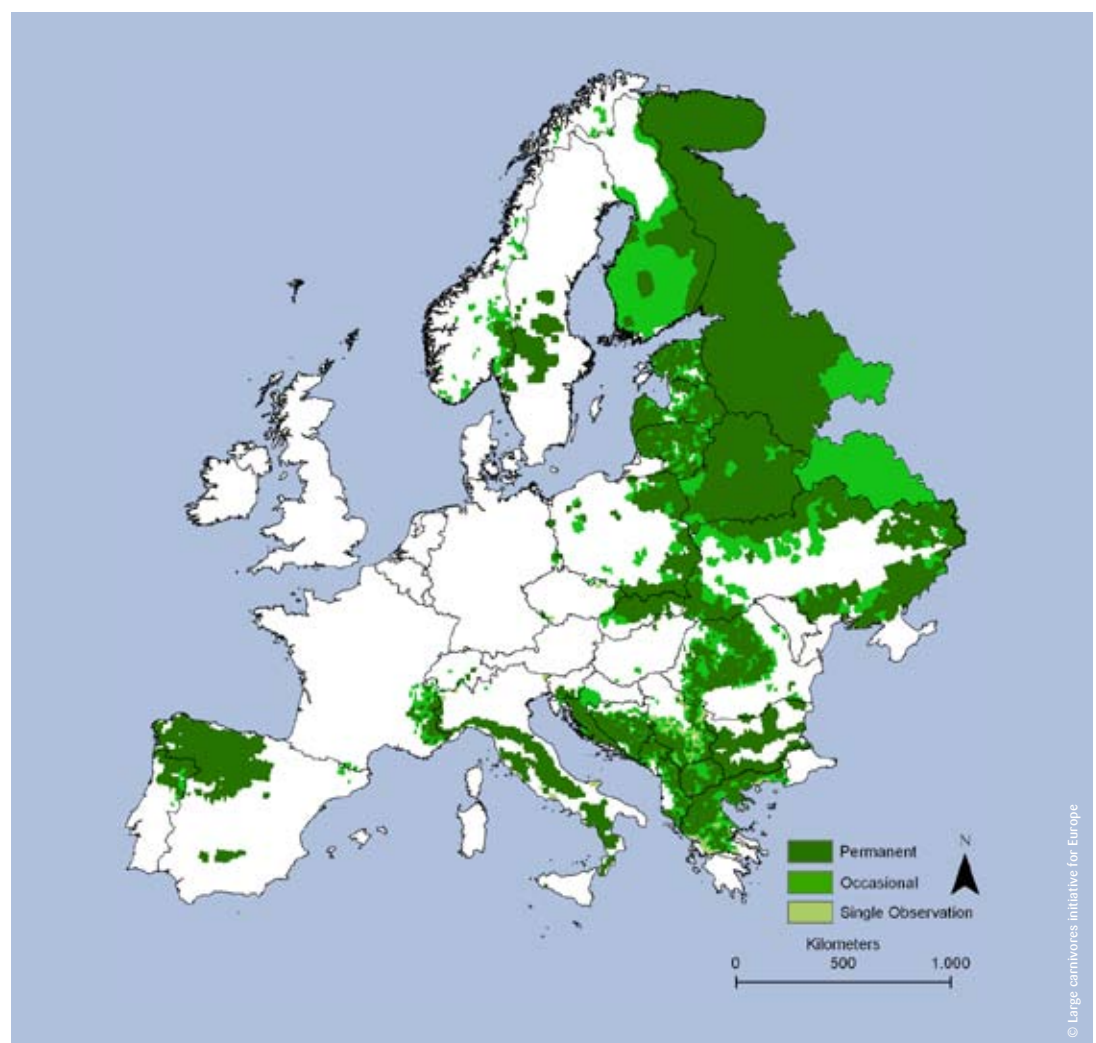 N
Permanent
Occasional
Single Observation
Kilometers
0 500 1.000
© Large carnivores initiative for Europe